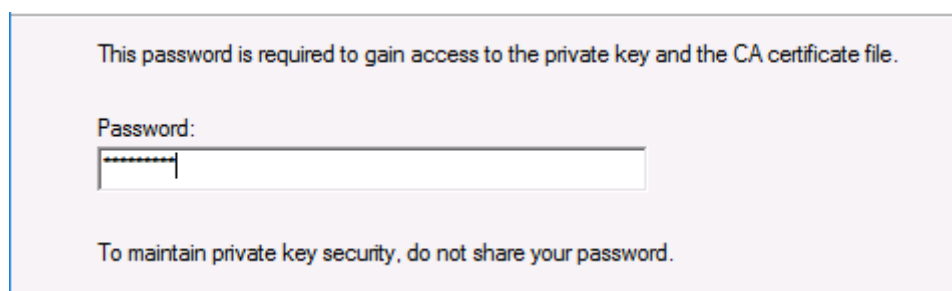 This password is required to gain access to the private key and the CA certificate file.
Password:
*********
To maintain private key security, do not share your password.